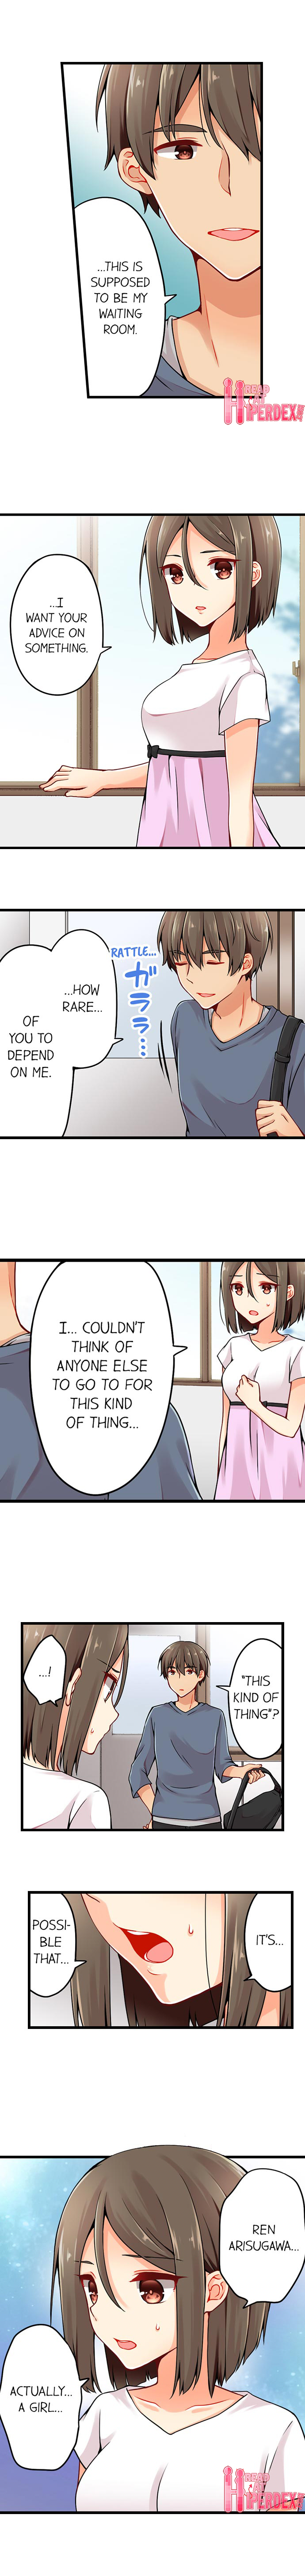 ...THIS IS
SUPPOSED
TO BE MY
WAITING
ROOM.
...I
WANT YOUR
ADVICE ON
SOMETHING.
RATTLE...
ガララ...
...HOW
RARE...
OF
YOU TO
DEPEND
ON ME.
I... COULDN'T
THINK OF
ANYONE ELSE
TO GO TO FOR
THIS KIND
OF THING...
"THIS
KIND OF
THING"?
...!
IT'S...
POSSI-
BLE
THAT...
REN
ARISUGAWA...
ACTUALLY...
A GIRL...